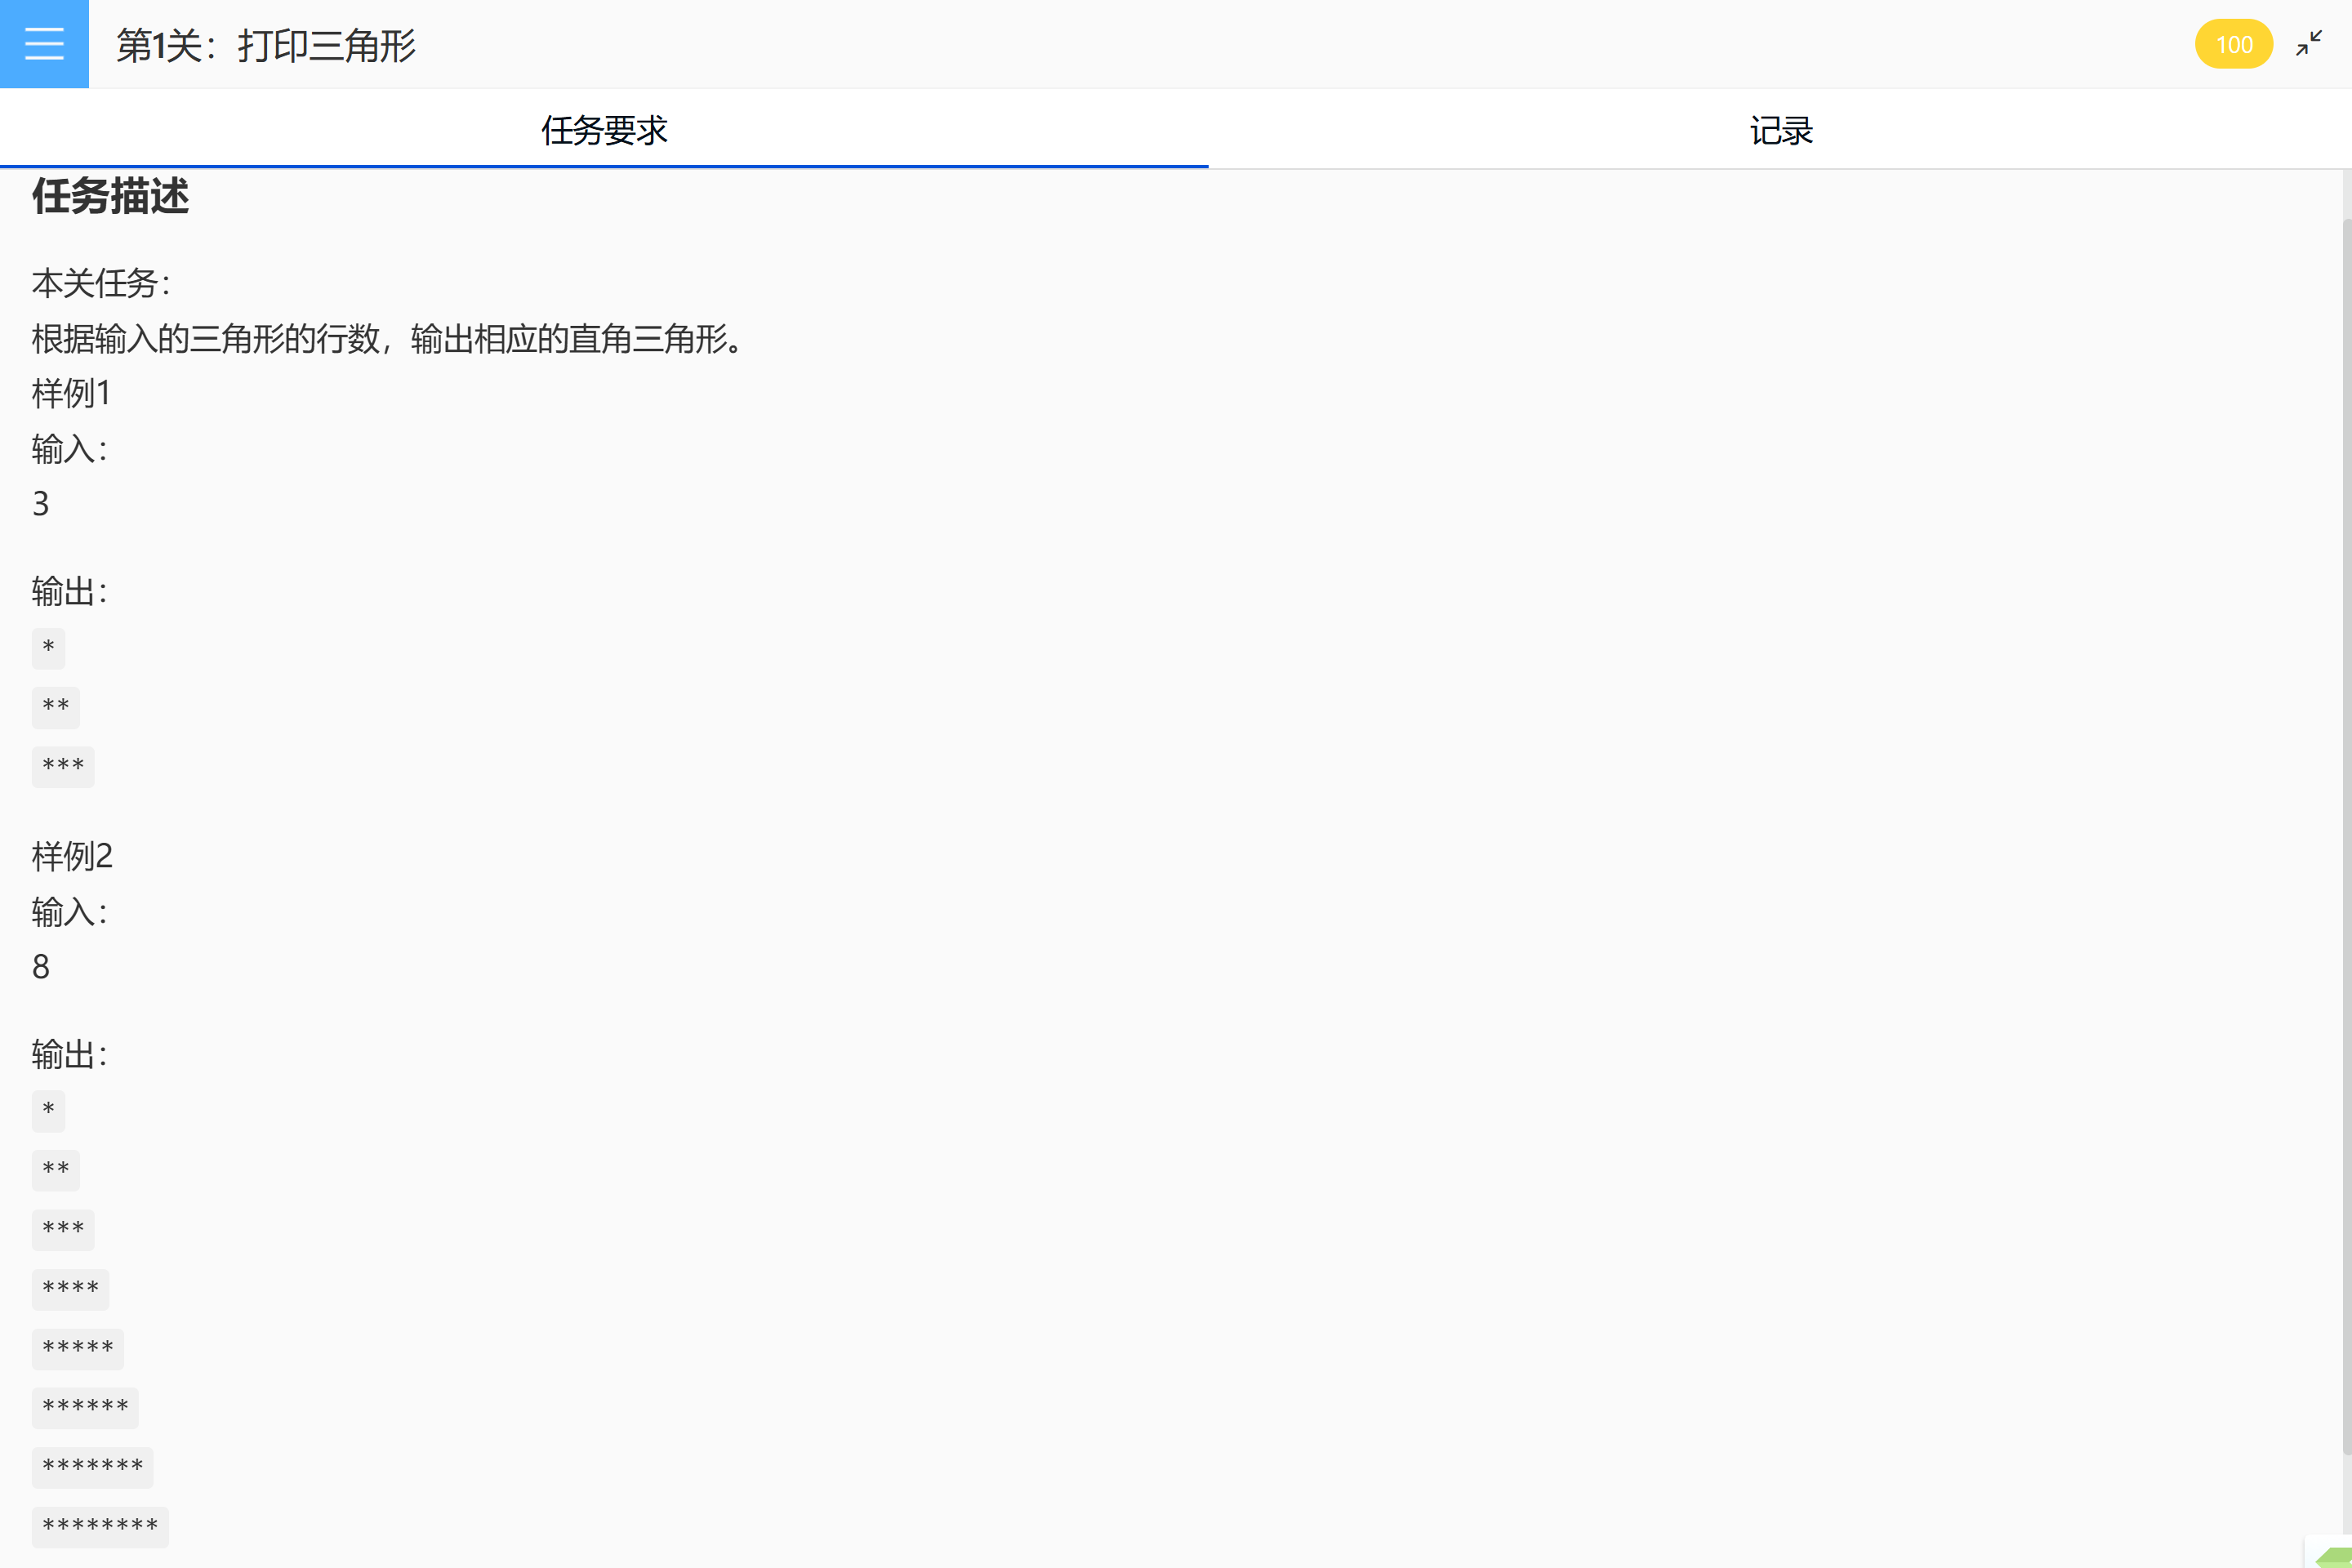 第1关：打印三角形
100
任务要求
记录
任务描述
本关任务：
根据输入的三角形的行数，输出相应的直角三角形。
样例1
输入：
3
输出：
*
**
***
样例2
输入：
8
输出：
*
**
***
****
*****
******
*******
********